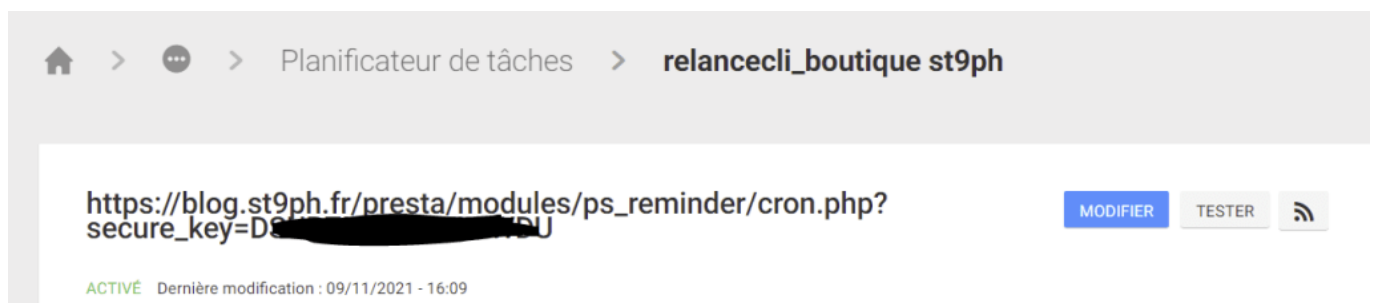 > > Planificateur de tâches > relancecli_boutique st9ph
https://blog.st9ph.fr/presta/modules/ps_reminder/cron.php?
MODIFIER TESTER
secure_key=D
ACTIVÉ Dernière modification : 09/11/2021 - 16:09